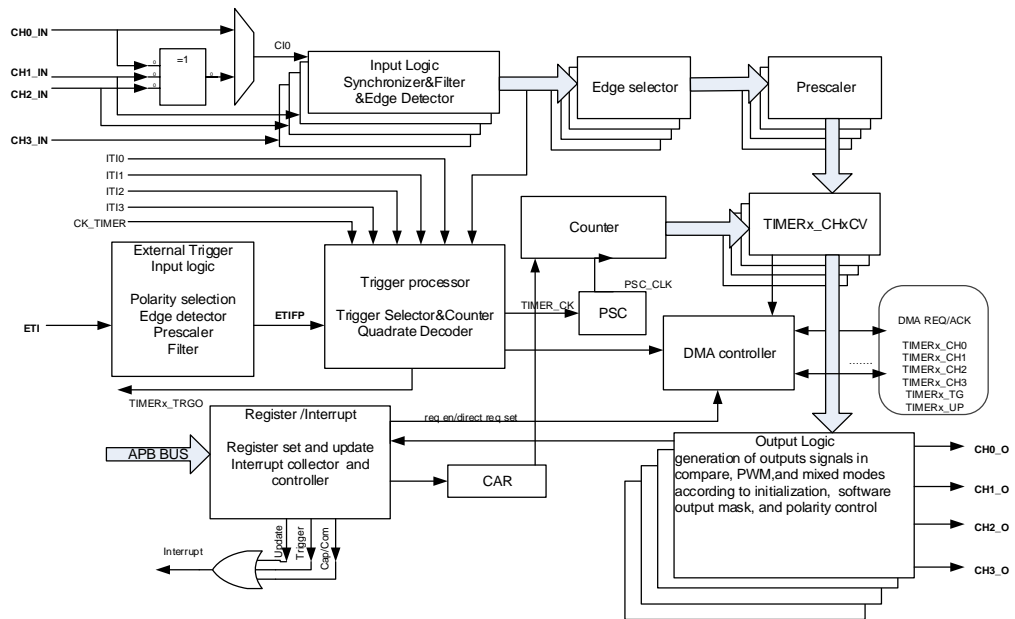 CH0_IN
CH1_IN
CH2_IN
CH3_IN
=1
CI0
Input Logic
Synchronizer&Filter
&Edge Detector
Edge selector
Prescaler
ITI0
ITI1
ITI2
ITI3
CK_TIMER
External Trigger
Input logic
Polarity selection
Edge detector
Prescaler
Filter
ETI
ETIFP
Trigger processor
Trigger Selector&Counter
Quadrate Decoder
TIMERx_TRGO
Counter
TIMERx_CHxCV
TIMER_CK
PSC_CLK
PSC
DMA controller
DMA REQ/ACK
TIMERx_CH0
TIMERx_CH1
TIMERx_CH2
TIMERx_CH3
TIMERx_TG
TIMERx_UP
.......
APB BUS
Register /Interrupt
Register set and update
Interrupt collector and
controller
req en/direct req set
CAR
Update
Trigger
Cap/Com
Interrupt
Output Logic
generation of outputs signals in
compare, PWM,and mixed modes
according to initialization, software
output mask, and polarity control
CH0_O
CH1_O
CH2_O
CH3_O